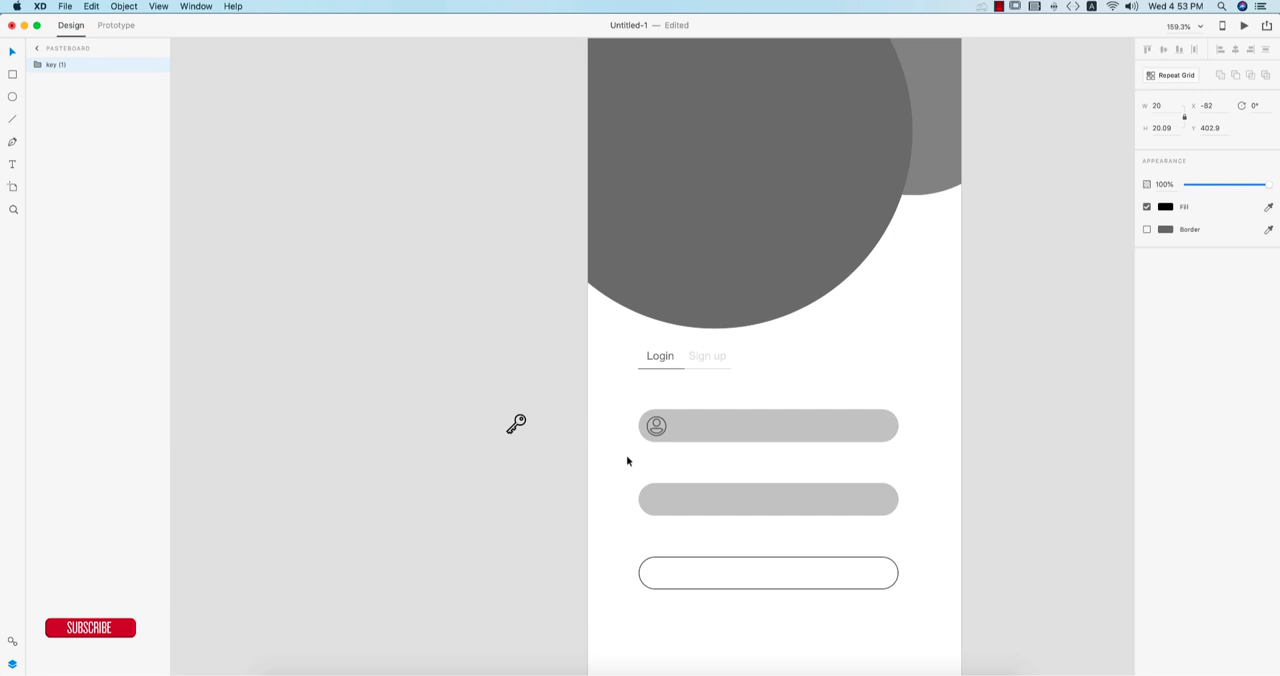 XD File Edit Object View Window Help
A Wed 4 53 PM
Design Prototype
Untitled-1 — Edited
159.3%
PASTEBOARD
key (1)
Repeat Grid
W 20 X -82 0°
H 20.09 Y 402.9
APPEARANCE
100%
Fill
Border
T
Login Sign up
SUBSCRIBE